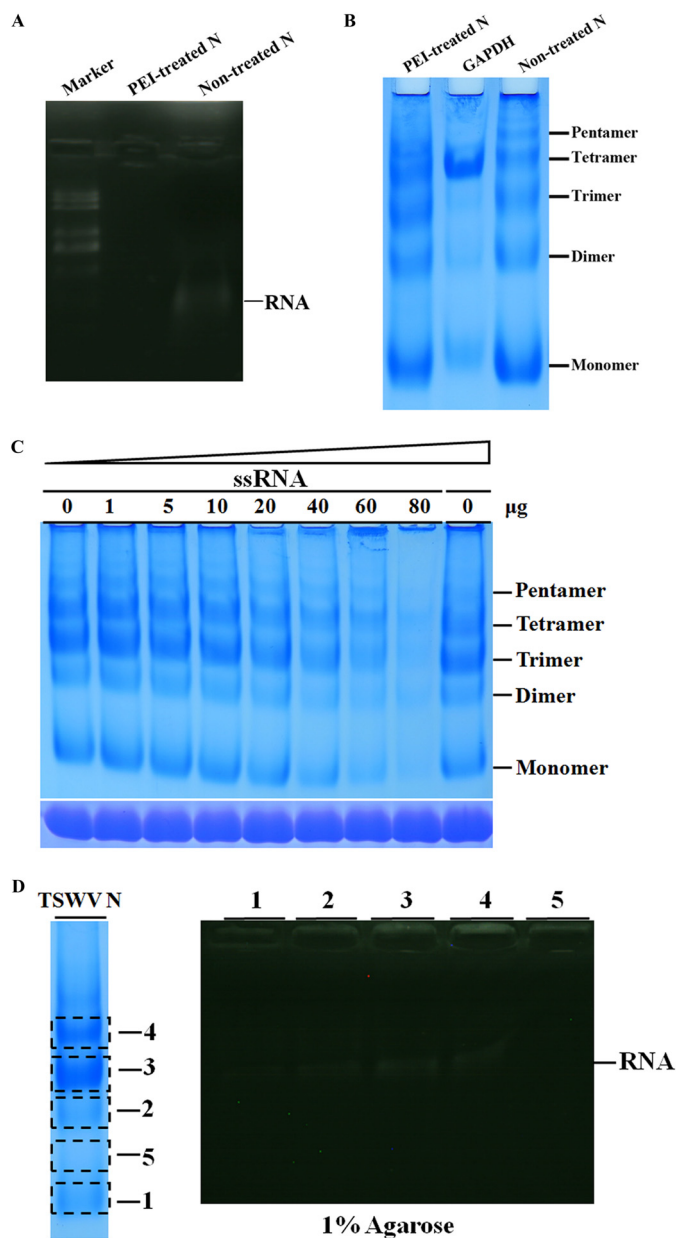 A
Marker PEI-treated N Non-treated N
RNA
B
PEI-treated N GAPDH Non-treated N
Pentamer
Tetramer
Trimer
Dimer
Monomer
C
ssRNA
0 1 5 10 20 40 60 80 0 μg
Pentamer
Tetramer
Trimer
Dimer
Monomer
D
TSWV N
4
3
2
5
1
1 2 3 4 5
RNA
1% Agarose